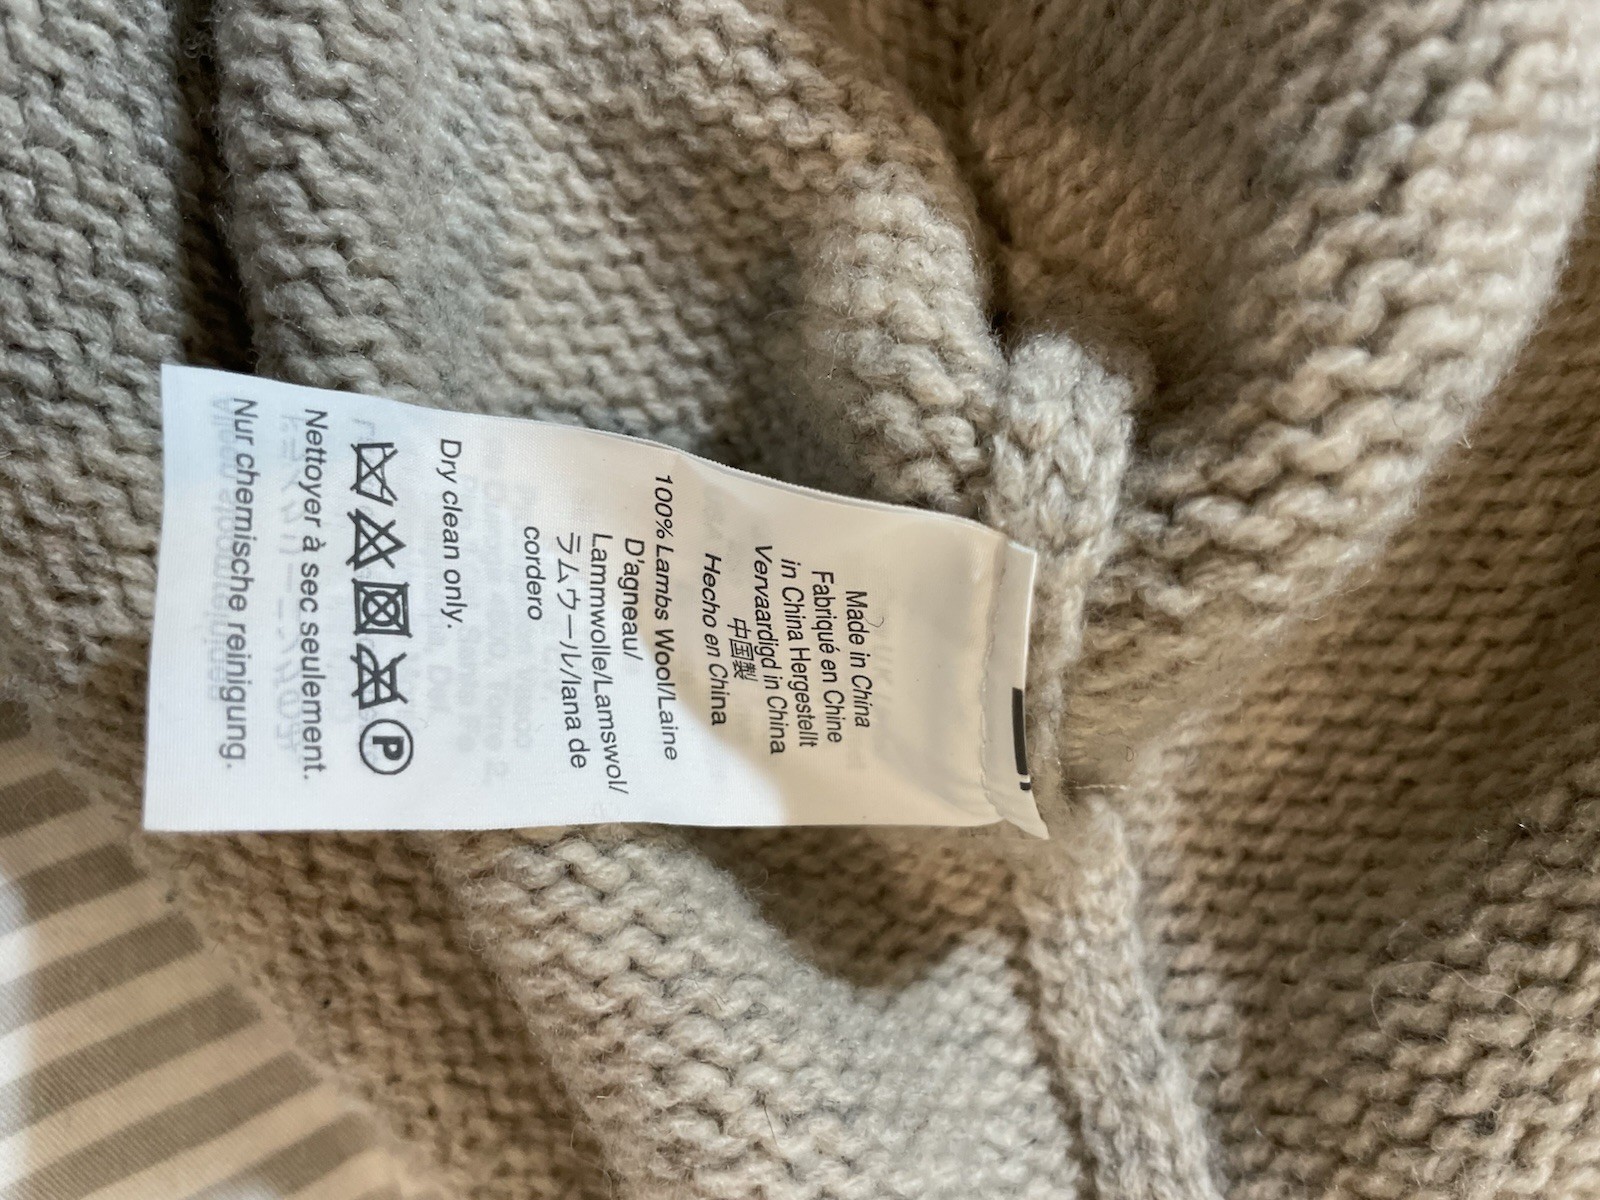 Made in China
Fabriqué en Chine
in China Hergestellt
Vervaardigd in China
中国製
Hecho en China
100% Lambs Wool/Laine
D'agneau/
Lammwolle/Lamswol/
ラムウール/lana de
cordero
Dry clean only.
P
Nettoyer à sec seulement.
Nur chemische reinigung.